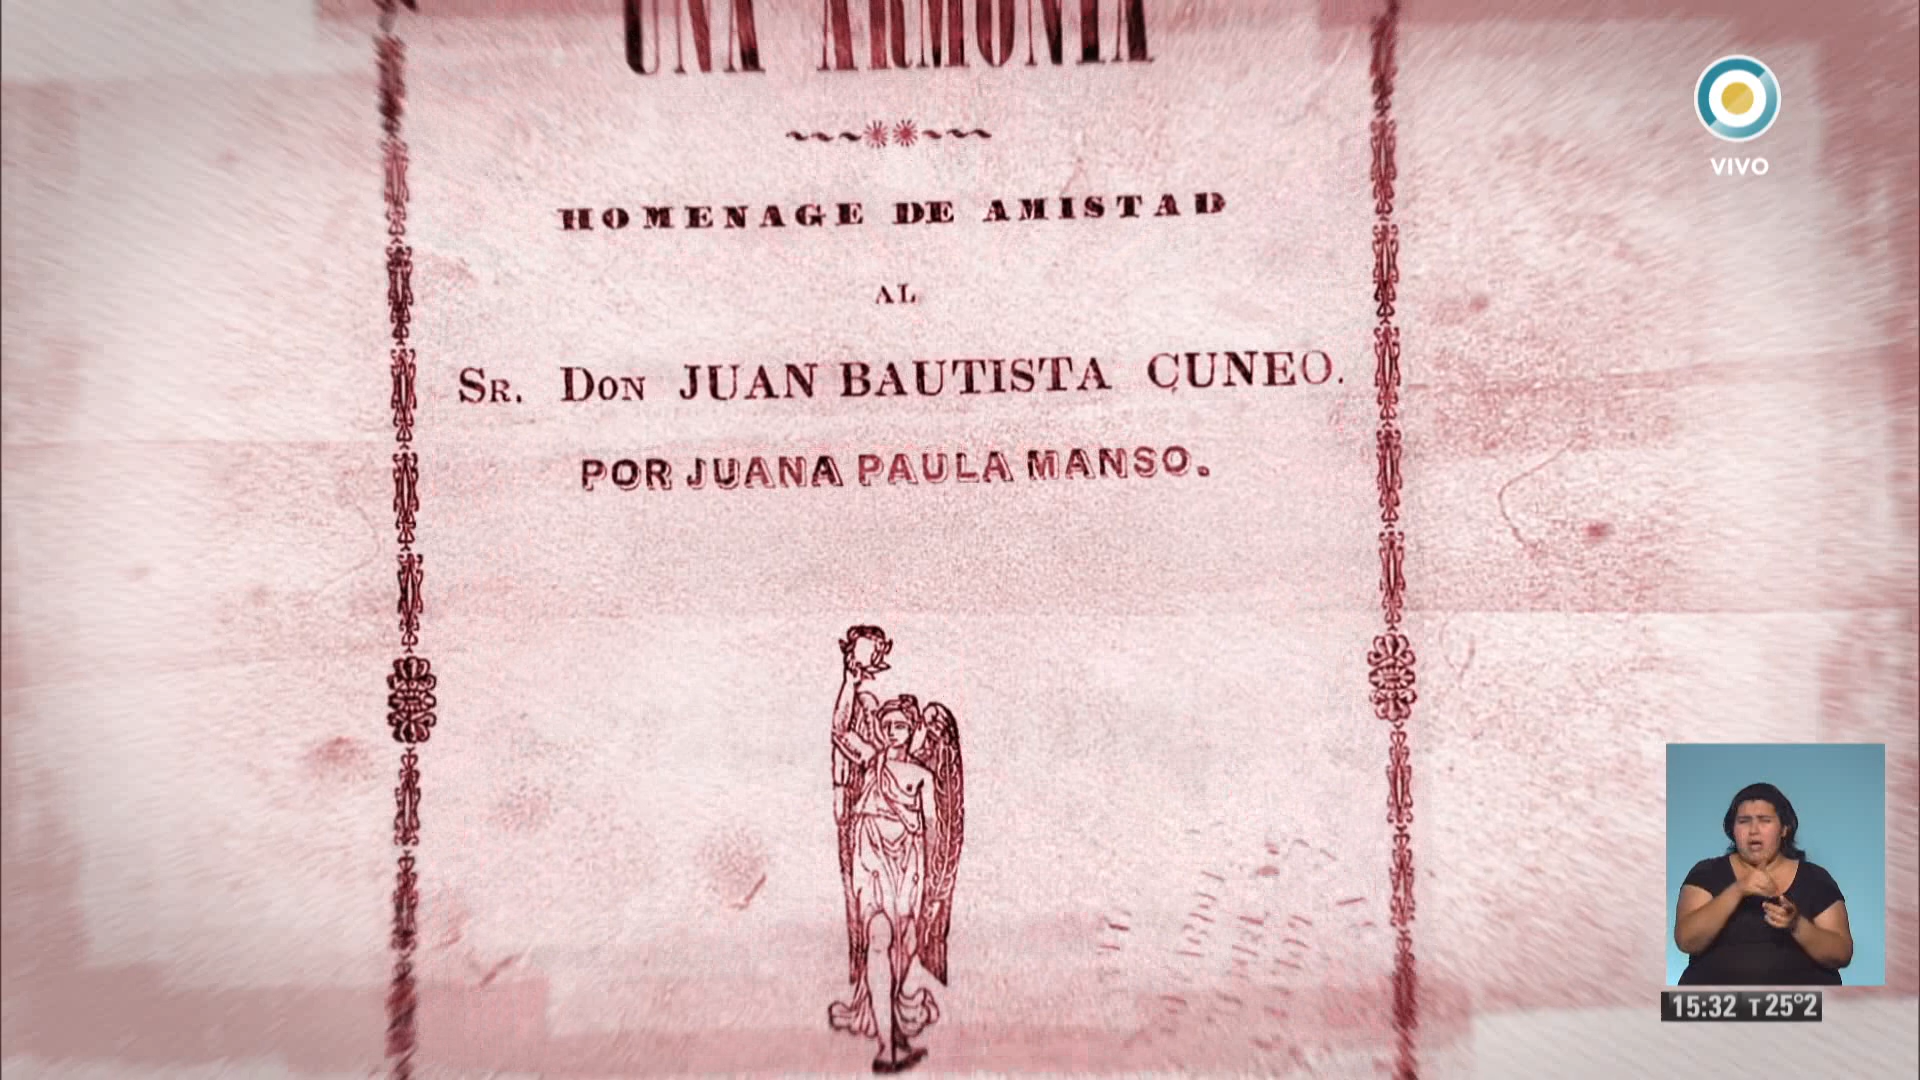 UNA ARMONIA
HOMENAGE DE AMISTAD
AL
SR. DON JUAN BAUTISTA CUNEO.
POR JUANA PAULA MANSO.
VIVO
15:32 T 25°2